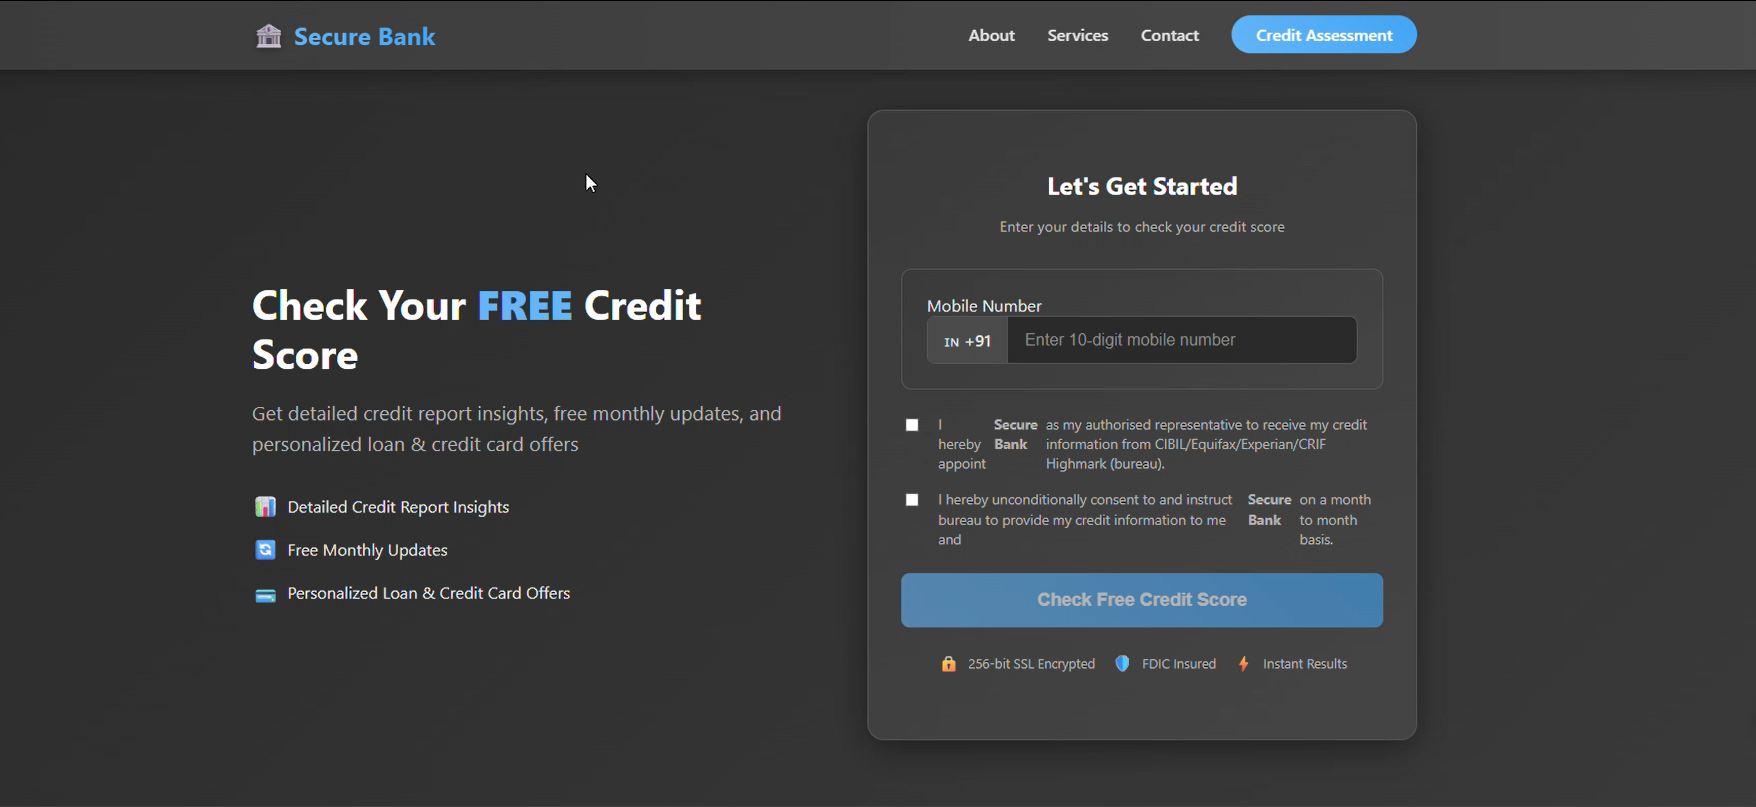 Secure Bank
About Services Contact Credit Assessment
Check Your FREE Credit
Score
Get detailed credit report insights, free monthly updates, and
personalized loan & credit card offers
Detailed Credit Report Insights
Free Monthly Updates
Personalized Loan & Credit Card Offers
Let's Get Started
Enter your details to check your credit score
Mobile Number
IN +91 Enter 10-digit mobile number
I
hereby
appoint
Secure
Bank
as my authorised representative to receive my credit
information from CIBIL/Equifax/Experian/CRIF
Highmark (bureau).
I hereby unconditionally consent to and instruct
bureau to provide my credit information to me
and
Secure
Bank
on a month
to month
basis.
Check Free Credit Score
256-bit SSL Encrypted FDIC Insured Instant Results